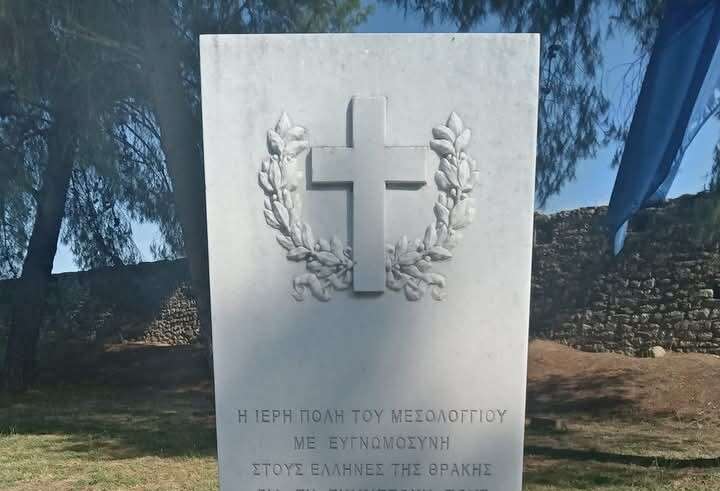 Η ΙΕΡΗ ΠΟΛΗ ΤΟΥ ΜΕΣΟΛΟΓΓΙΟΥ
ΜΕ ΕΥΓΝΩΜΟΣΥΝΗ
ΣΤΟΥΣ ΕΛΛΗΝΕΣ ΤΗΣ ΘΡΑΚΗΣ